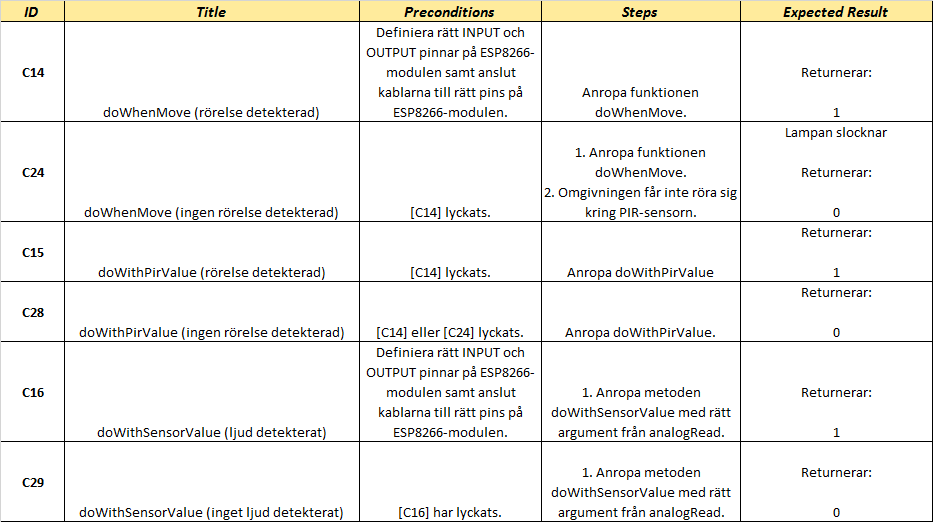 ID Title Preconditions Steps Expected Result
C14
doWhenMove (rörelse detekterad)
Definiera rätt INPUT och
OUTPUT pinnar på ESP8266-
modulen samt anslut
kablarna till rätt pins på
ESP8266-modulen.
Anropa funktionen
doWhenMove.
Returnerar:
1
C24
doWhenMove (ingen rörelse detekterad)
[C14] lyckats.
1. Anropa funktionen
doWhenMove.
2. Omgivningen får inte röra sig
kring PIR-sensorn.
Lampan slocknar
Returnerar:
0
C15
doWithPirValue (rörelse detekterad)
[C14] lyckats.
Anropa doWithPirValue
Returnerar:
1
C28
doWithPirValue (ingen rörelse detekterad)
[C14] eller [C24] lyckats.
Anropa doWithPirValue.
Returnerar:
0
C16
doWithSensorValue (ljud detekterat)
Definiera rätt INPUT och
OUTPUT pinnar på ESP8266-
modulen samt anslut
kablarna till rätt pins på
ESP8266-modulen.
1. Anropa metoden
doWithSensorValue med rätt
argument från analogRead.
Returnerar:
1
C29
doWithSensorValue (inget ljud detekterat)
[C16] har lyckats.
1. Anropa metoden
doWithSensorValue med rätt
argument från analogRead.
Returnerar:
0